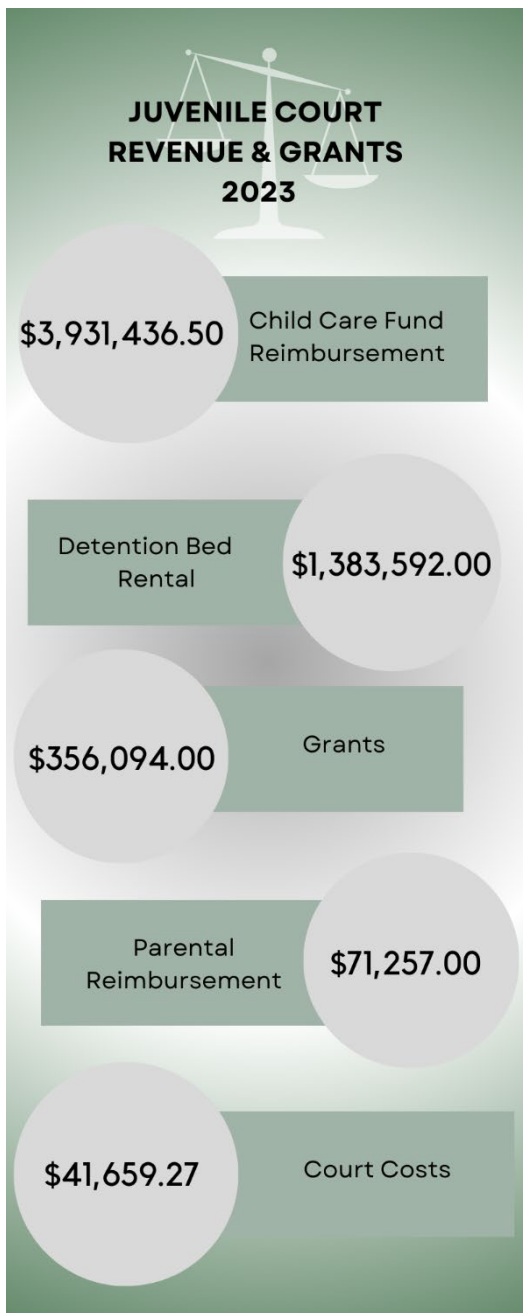 JUVENILE COURT
REVENUE & GRANTS
2023
$3,931,436.50
Child Care Fund
Reimbursement
Detention Bed
Rental
$1,383,592.00
$356,094.00
Grants
Parental
Reimbursement
$71,257.00
$41,659.27
Court Costs